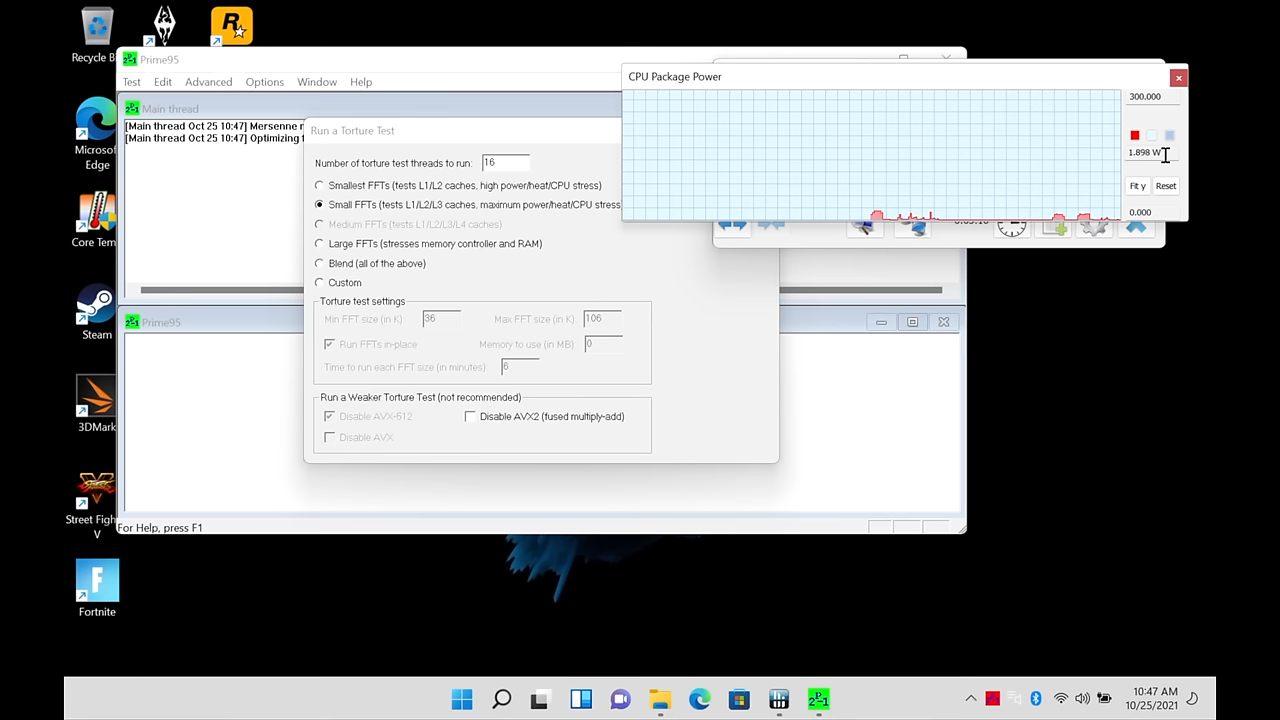 Recycle B
Prime95
CPU Package Power
Test Edit Advanced Options Window Help
300.000
Main thread
[Main thread Oct 25 10:47] Mersenne r
[Main thread Oct 25 10:47] Optimizing f
Run a Torture Test
1.898 W
Microsof
Edge
Number of torture test threads to run: 16
Smallest FFTs (tests L1/L2 caches, high power/heat/CPU stress)
Fit y Reset
Small FFTs (tests L1/L2/L3 caches, maximum power/heat/CPU stress
0.000
Medium FFTs (tests L1/L2/L3/L4 caches)
Core Tem
Large FFTs (stresses memory controller and RAM)
Blend (all of the above)
Custom
Torture test settings
Min FFT size (in K) 36 Max FFT size (in K) 106
Prime95
Steam
Run FFTs in-place Memory to use (in MB) 0
Time to run each FFT size (in minutes) 6
Run a Weaker Torture Test (not recommended)
Disable AVX-512 Disable AVX2 (fused multiply-add)
3DMark
Disable AVX
Street Figh
V
For Help, press F1
Fortnite
10:47 AM
10/25/2021